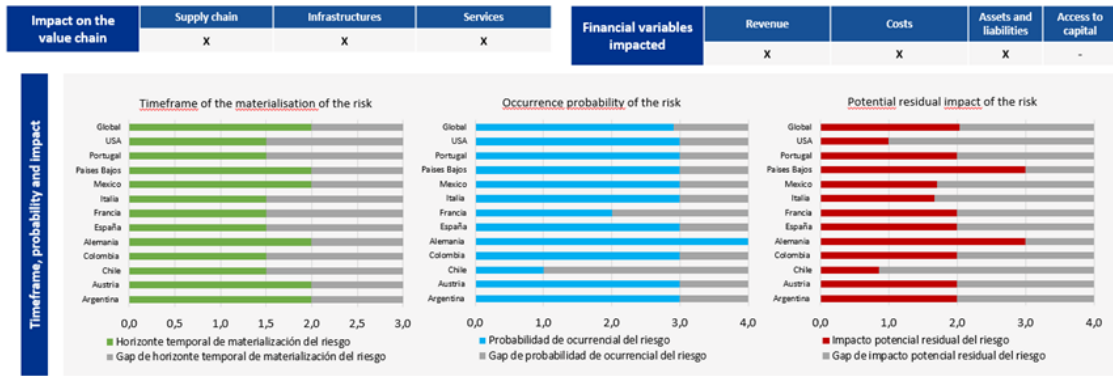 Impact on the
value chain
Supply chain
Infrastructures
Services
X
X
X
Financial variables
impacted
Revenue
Costs
Assets and
liabilities
Access to
capital
X
X
X
-
Timeframe, probability and impact
Timeframe of the materialisation of the risk
Global
USA
Portugal
Países Bajos
Mexico
Italia
Francia
España
Alemania
Colombia
Chile
Austria
Argentina
0,0
0,5
1,0
1,5
2,0
2,5
3,0
Horizonte temporal de materialización del riesgo
Gap de horizonte temporal de materialización del riesgo
Occurrence probability of the risk
Global
USA
Portugal
Países Bajos
Mexico
Italia
Francia
España
Alemania
Colombia
Chile
Austria
Argentina
0,0
1,0
2,0
3,0
4,0
Probabilidad de ocurrencial del riesgo
Gap de probabilidad de ocurrencial del riesgo
Potential residual impact of the risk
Global
USA
Portugal
Países Bajos
Mexico
Italia
Francia
España
Alemania
Colombia
Chile
Austria
Argentina
0,0
1,0
2,0
3,0
4,0
Impacto potencial residual del riesgo
Gap de impacto potencial residual del riesgo